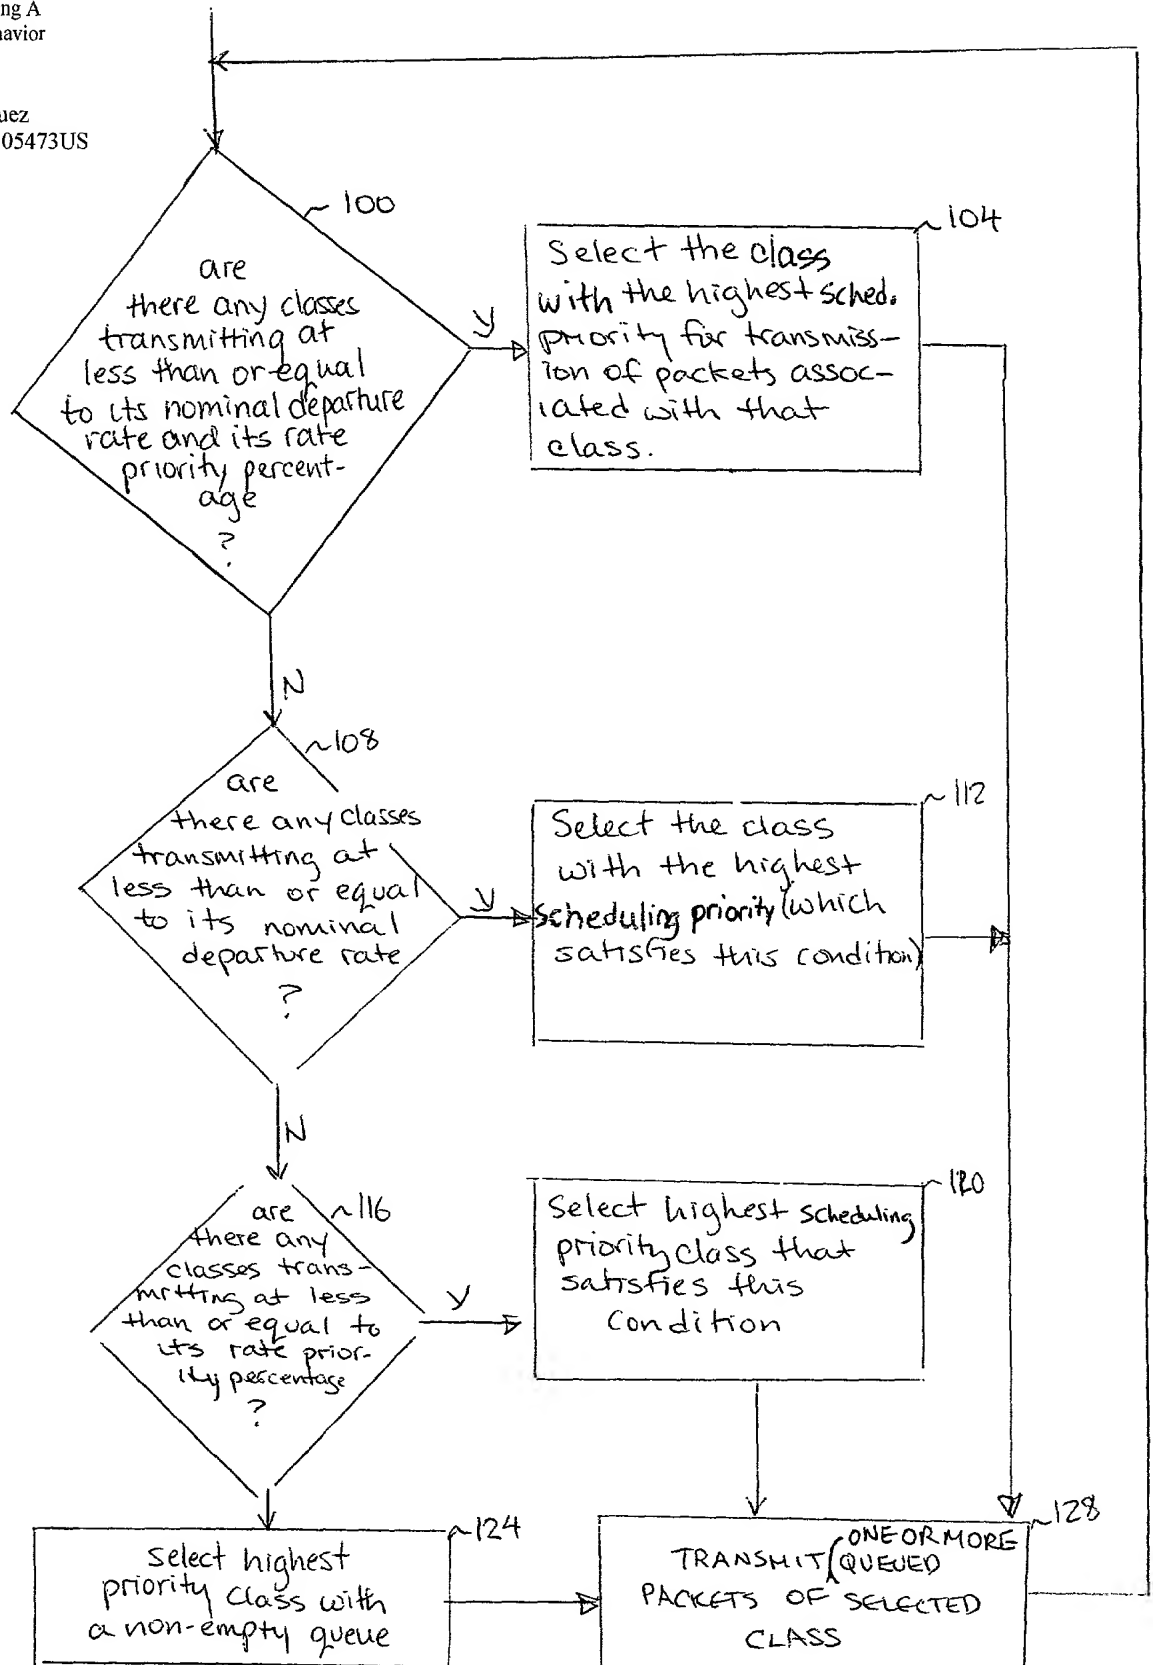 ng A
navior
uez
05473US
100
are
there any classes
transmitting at
less than or equal
to its nominal departure
rate and its rate
priority percent-
age
?
Y
104
Select the class
with the highest sched.
priority for transmiss-
ion of packets assoc-
iated with that
class.
N
108
are
there any classes
transmitting at
less than or equal
to its nominal
departure rate
?
Y
112
Select the class
with the highest
scheduling priority (which
satisfies this condition)
N
116
are
there any
classes trans-
mitting at less
than or equal to
its rate prior-
ity percentage
?
Y
120
Select highest scheduling
priority class that
satisfies this
condition
124
select highest
priority class with
a non-empty queue
128
ONE OR MORE
TRANSMIT QUEUED
PACKETS OF SELECTED
CLASS